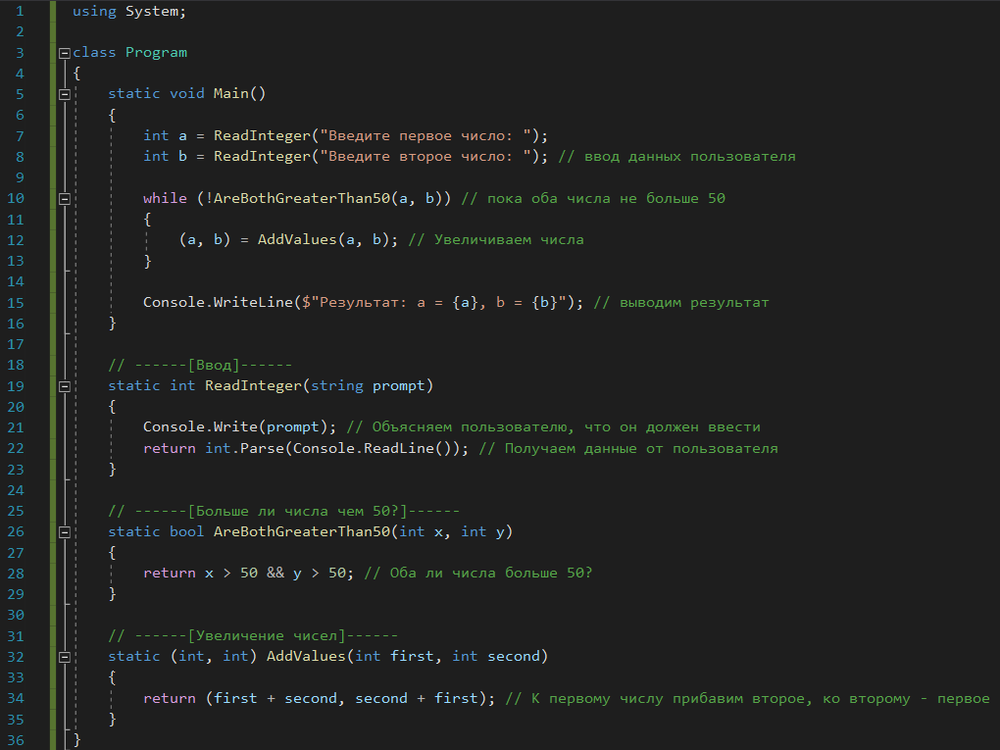 1 using System;
2
3 class Program
4 {
5 static void Main()
6 {
7 int a = ReadInteger("Введите первое число: ");
8 int b = ReadInteger("Введите второе число: "); // ввод данных пользователя
9
10 while (!AreBothGreaterThan50(a, b)) // пока оба числа не больше 50
11 {
12 (a, b) = AddValues(a, b); // Увеличиваем числа
13 }
14
15 Console.WriteLine($"Результат: a = {a}, b = {b}"); // выводим результат
16 }
17
18 // ------[Ввод]------
19 static int ReadInteger(string prompt)
20 {
21 Console.Write(prompt); // Объясняем пользователю, что он должен ввести
22 return int.Parse(Console.ReadLine()); // Получаем данные от пользователя
23 }
24
25 // ------[Больше ли числа чем 50?]------
26 static bool AreBothGreaterThan50(int x, int y)
27 {
28 return x > 50 && y > 50; // Оба ли числа больше 50?
29 }
30
31 // ------[Увеличение чисел]------
32 static (int, int) AddValues(int first, int second)
33 {
34 return (first + second, second + first); // К первому числу прибавим второе, ко второму - первое
35 }
36 }